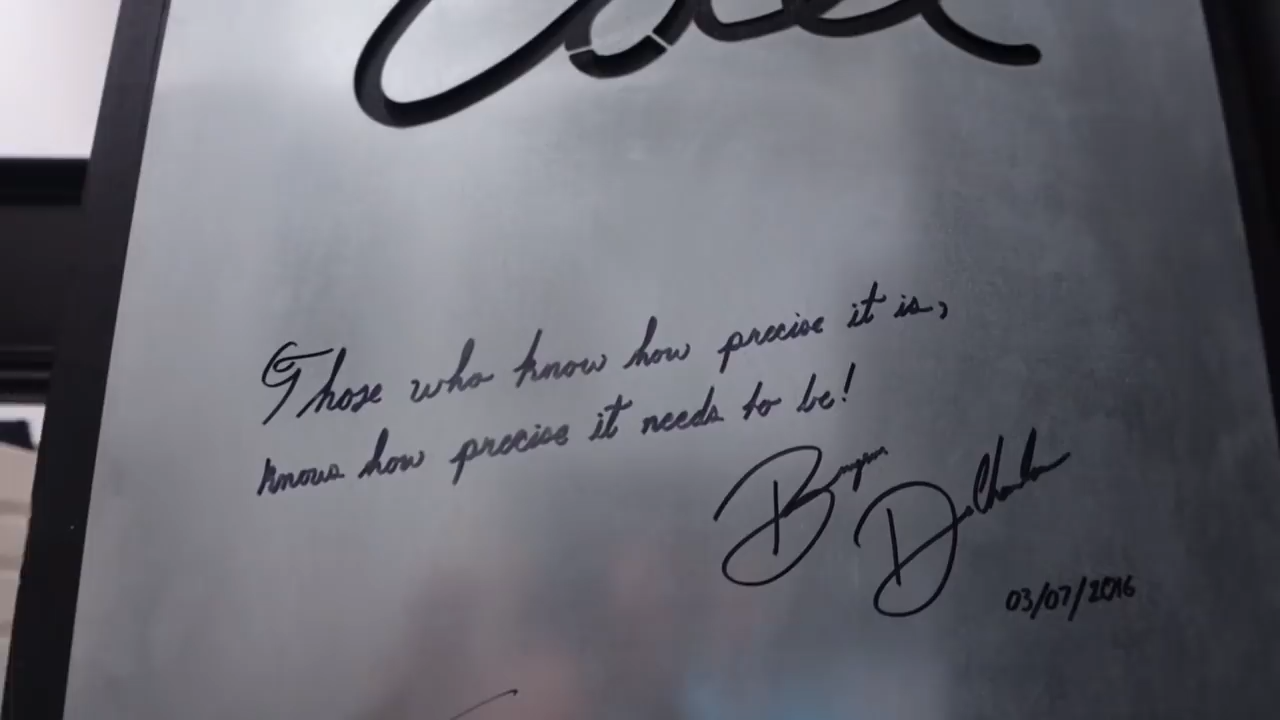 Those who know how precise it is,
knows how precise it needs to be!
03/07/2016